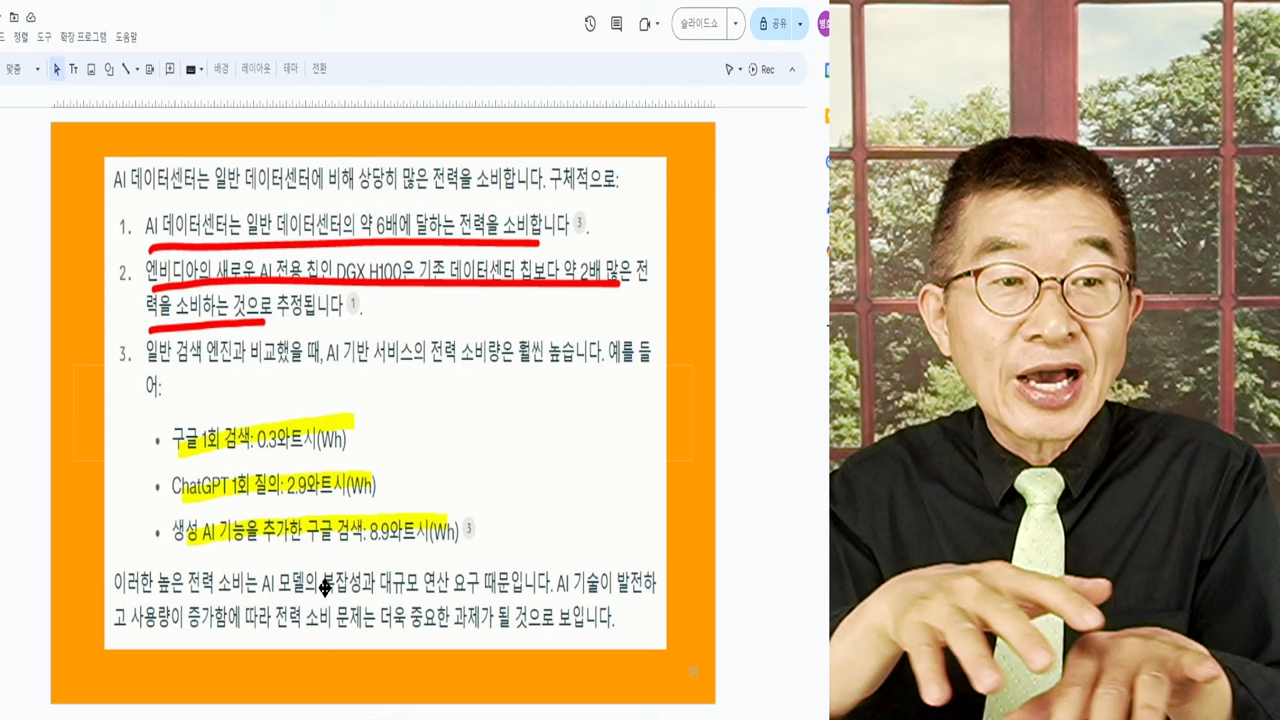 정렬 도구 확장 프로그램 도움말
슬라이드쇼
공유
맞춤
Tт
배경 레이아웃 테마 전환
Rec
AI 데이터센터는 일반 데이터센터에 비해 상당히 많은 전력을 소비합니다. 구체적으로:
1. AI 데이터센터는 일반 데이터센터의 약 6배에 달하는 전력을 소비합니다 3.
2. 엔비디아의 새로운 AI 전용 칩인 DGX H100은 기존 데이터센터 칩보다 약 2배 많은 전
력을 소비하는 것으로 추정됩니다 1.
3. 일반 검색 엔진과 비교했을 때, AI 기반 서비스의 전력 소비량은 훨씬 높습니다. 예를 들
어:
• 구글 1회 검색: 0.3와트시(Wh)
• ChatGPT 1회 질의: 2.9와트시(Wh)
• 생성 AI 기능을 추가한 구글 검색: 8.9와트시(Wh) 3
이러한 높은 전력 소비는 AI 모델의 복잡성과 대규모 연산 요구 때문입니다. AI 기술이 발전하
고 사용량이 증가함에 따라 전력 소비 문제는 더욱 중요한 과제가 될 것으로 보입니다.